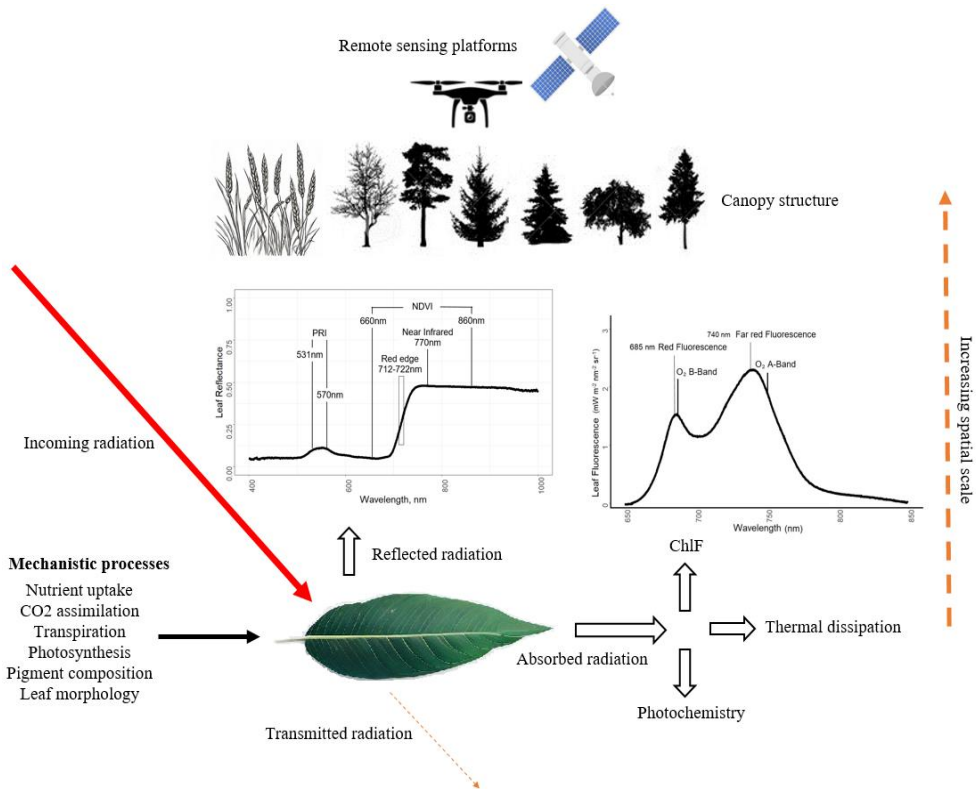 Remote sensing platforms
Canopy structure
Increasing spatial scale
Incoming radiation
NDVI
660nm
860nm
PRI
Near Infrared
770nm
531nm
Red edge
712-722nm
570nm
Leaf Reflectance
1.00
0.75
0.50
0.25
0.00
400
600
800
1000
Wavelength, nm
740 nm Far red Fluorescence
685 nm Red Fluorescence
O₂ A-Band
O₂ B-Band
Leaf Fluorescence (mW m⁻² nm⁻² sr⁻¹)
3
2
1
0
650
700
750
800
850
Wavelength (nm)
ChlF
Reflected radiation
Mechanistic processes
Nutrient uptake
CO2 assimilation
Transpiration
Photosynthesis
Pigment composition
Leaf morphology
Absorbed radiation
Thermal dissipation
Photochemistry
Transmitted radiation